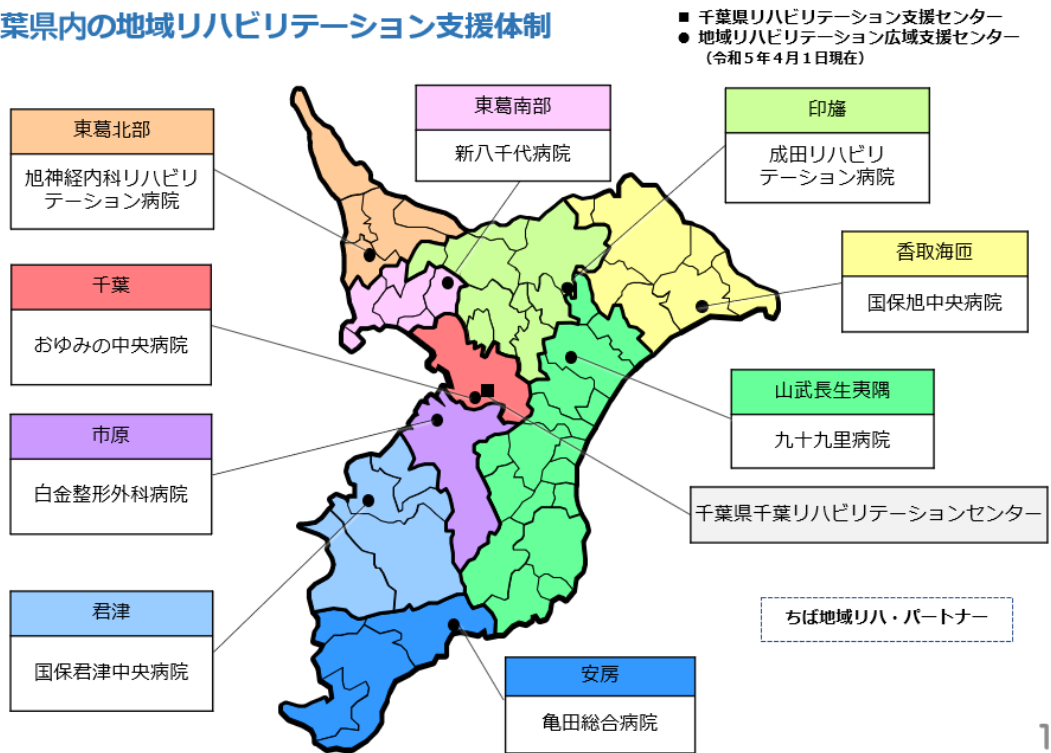 葉県内の地域リハビリテーション支援体制
■ 千葉県リハビリテーション支援センター
● 地域リハビリテーション広域支援センター
（令和５年４月１日現在）
東葛北部
旭神経内科リハビリ
テーション病院
東葛南部
新八千代病院
印旛
成田リハビリ
テーション病院
香取海匝
国保旭中央病院
千葉
おゆみの中央病院
山武長生夷隅
九十九里病院
市原
白金整形外科病院
千葉県千葉リハビリテーションセンター
君津
国保君津中央病院
ちば地域リハ・パートナー
安房
亀田総合病院
1